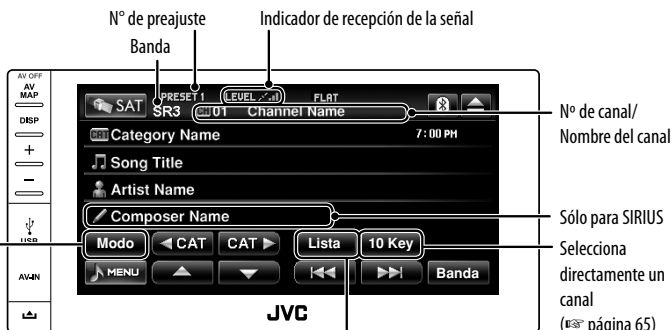 N° de preajuste
Indicador de recepción de la señal
Banda
AV OFF
AV
MAP
DISP
+
–
USB
AV-IN
SAT
PRESET 1
LEVEL
FLAT
SR3
CH 01
Channel Name
CAT Category Name
7:00 PM
Song Title
Artist Name
Composer Name
Modo
CAT
CAT
Lista
10 Key
MENU
Banda
JVC
Nº de canal/
Nombre del canal
Sólo para SIRIUS
Selecciona
directamente un
canal
(☞ página 65)